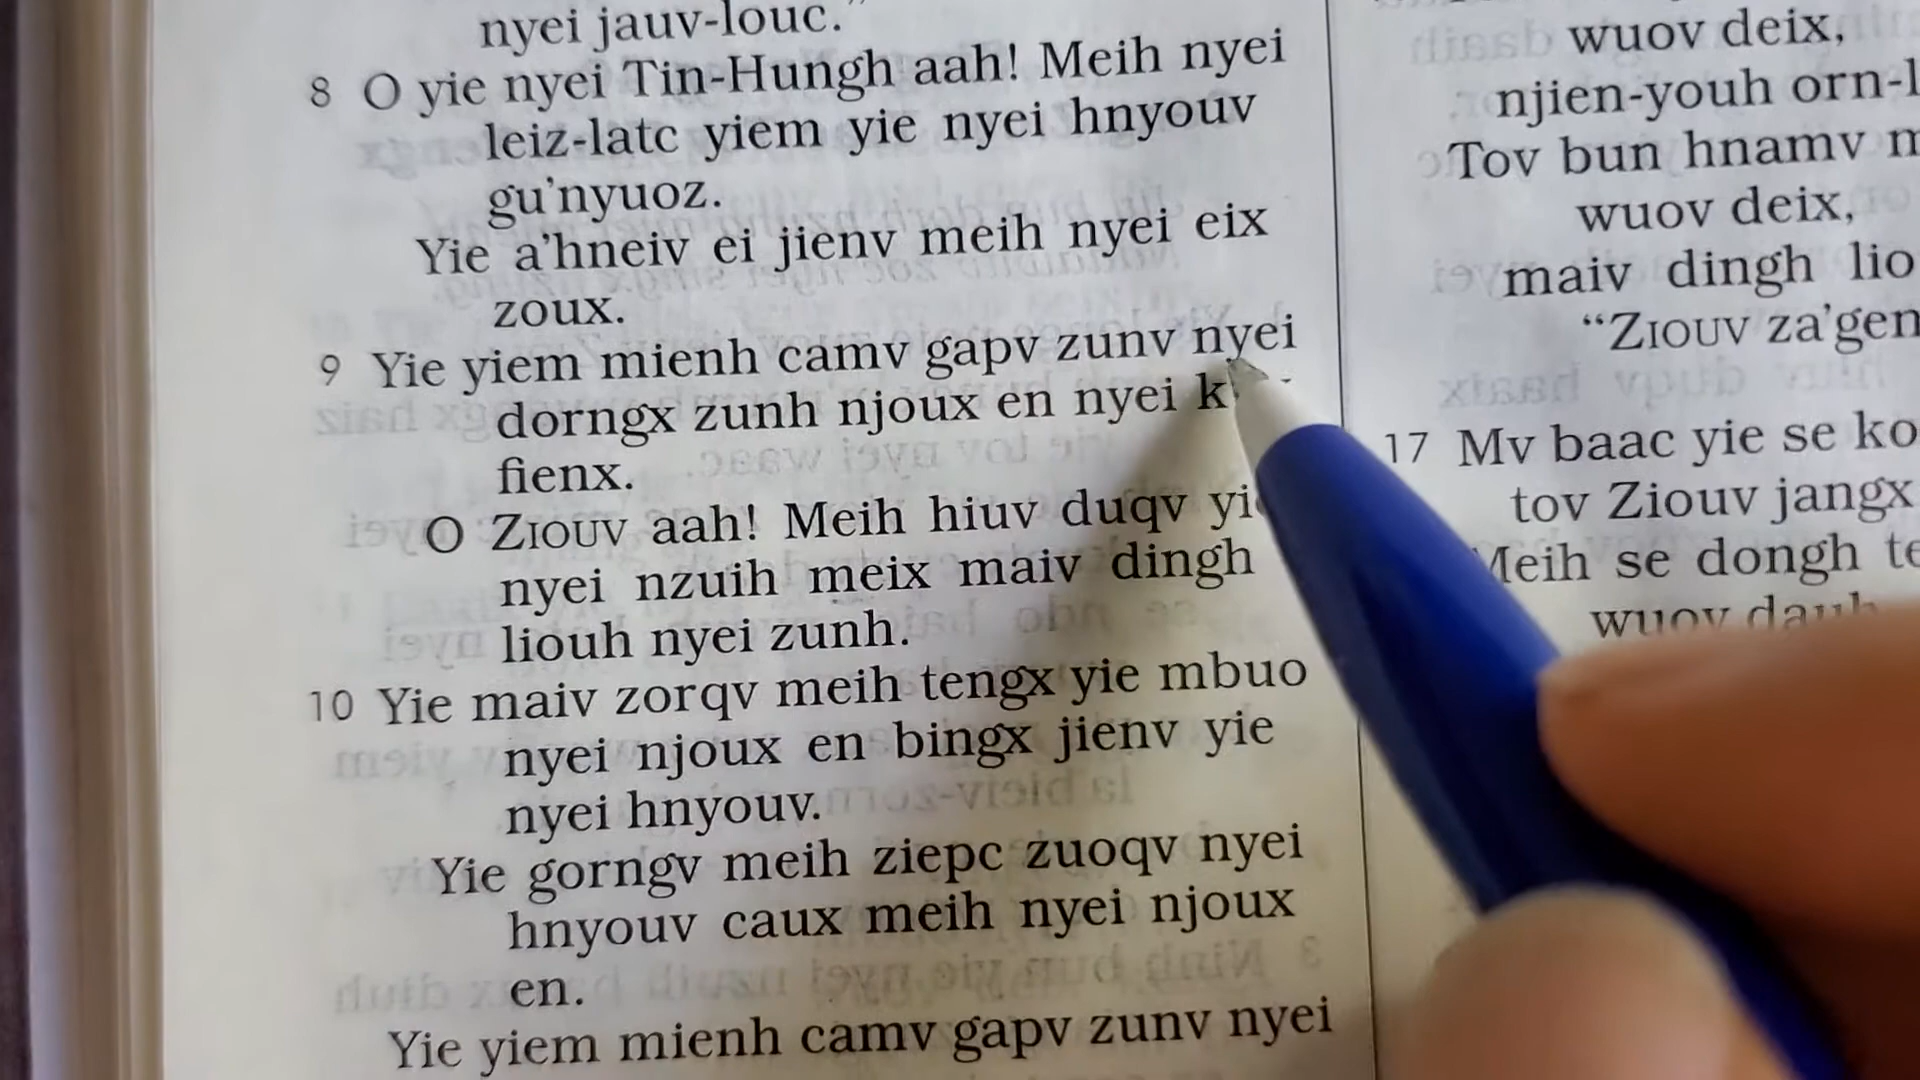 nyei jauv-louc.”
8 O yie nyei Tin-Hungh aah! Meih nyei
leiz-latc yiem yie nyei hnyouv
gu’nyuoz.
Yie a’hneiv ei jienv meih nyei eix
zoux.
9 Yie yiem mienh camv gapv zunv nyei
dorngx zunh njoux en nyei
fienx.
O ZIOUV aah! Meih hiuv duqv
nyei nzuih meix maiv dingh
liouh nyei zunh.
10 Yie maiv zorqv meih tengx yie mbuo
nyei njoux en bingx jienv yie
nyei hnyouv.
Yie gorngv meih ziepc zuoqv nyei
hnyouv caux meih nyei njoux
en.
Yie yiem mienh camv gapv zunv nyei
wuov deix,
njien-youh
Tov bun hnamv
wuov deix,
maiv dingh
“ZIOUV
17 Mv baac yie se
tov Ziouv jangx
Meih se dongh
wuov dauh